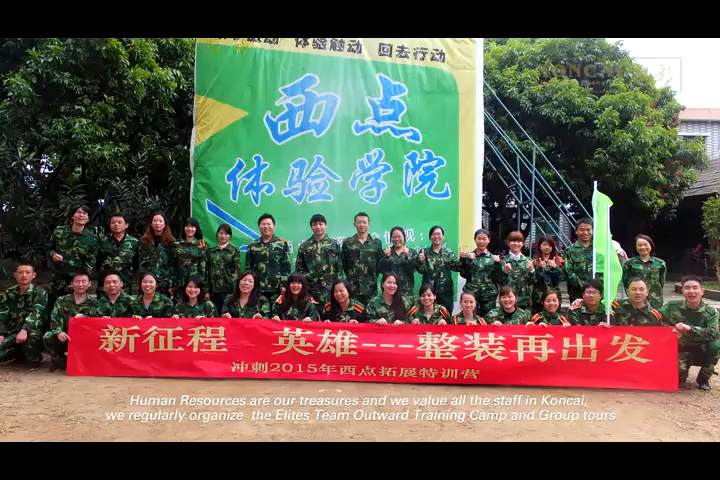 体验触动 回去行动
KONCAI
西点
体验学院
新征程 英雄---整装再出发
冲刺2015年西点拓展特训营
Human Resources are our treasures and we value all the staff in Koncai,
we regularly organize the Elites Team Outward Training Camp and Group tours